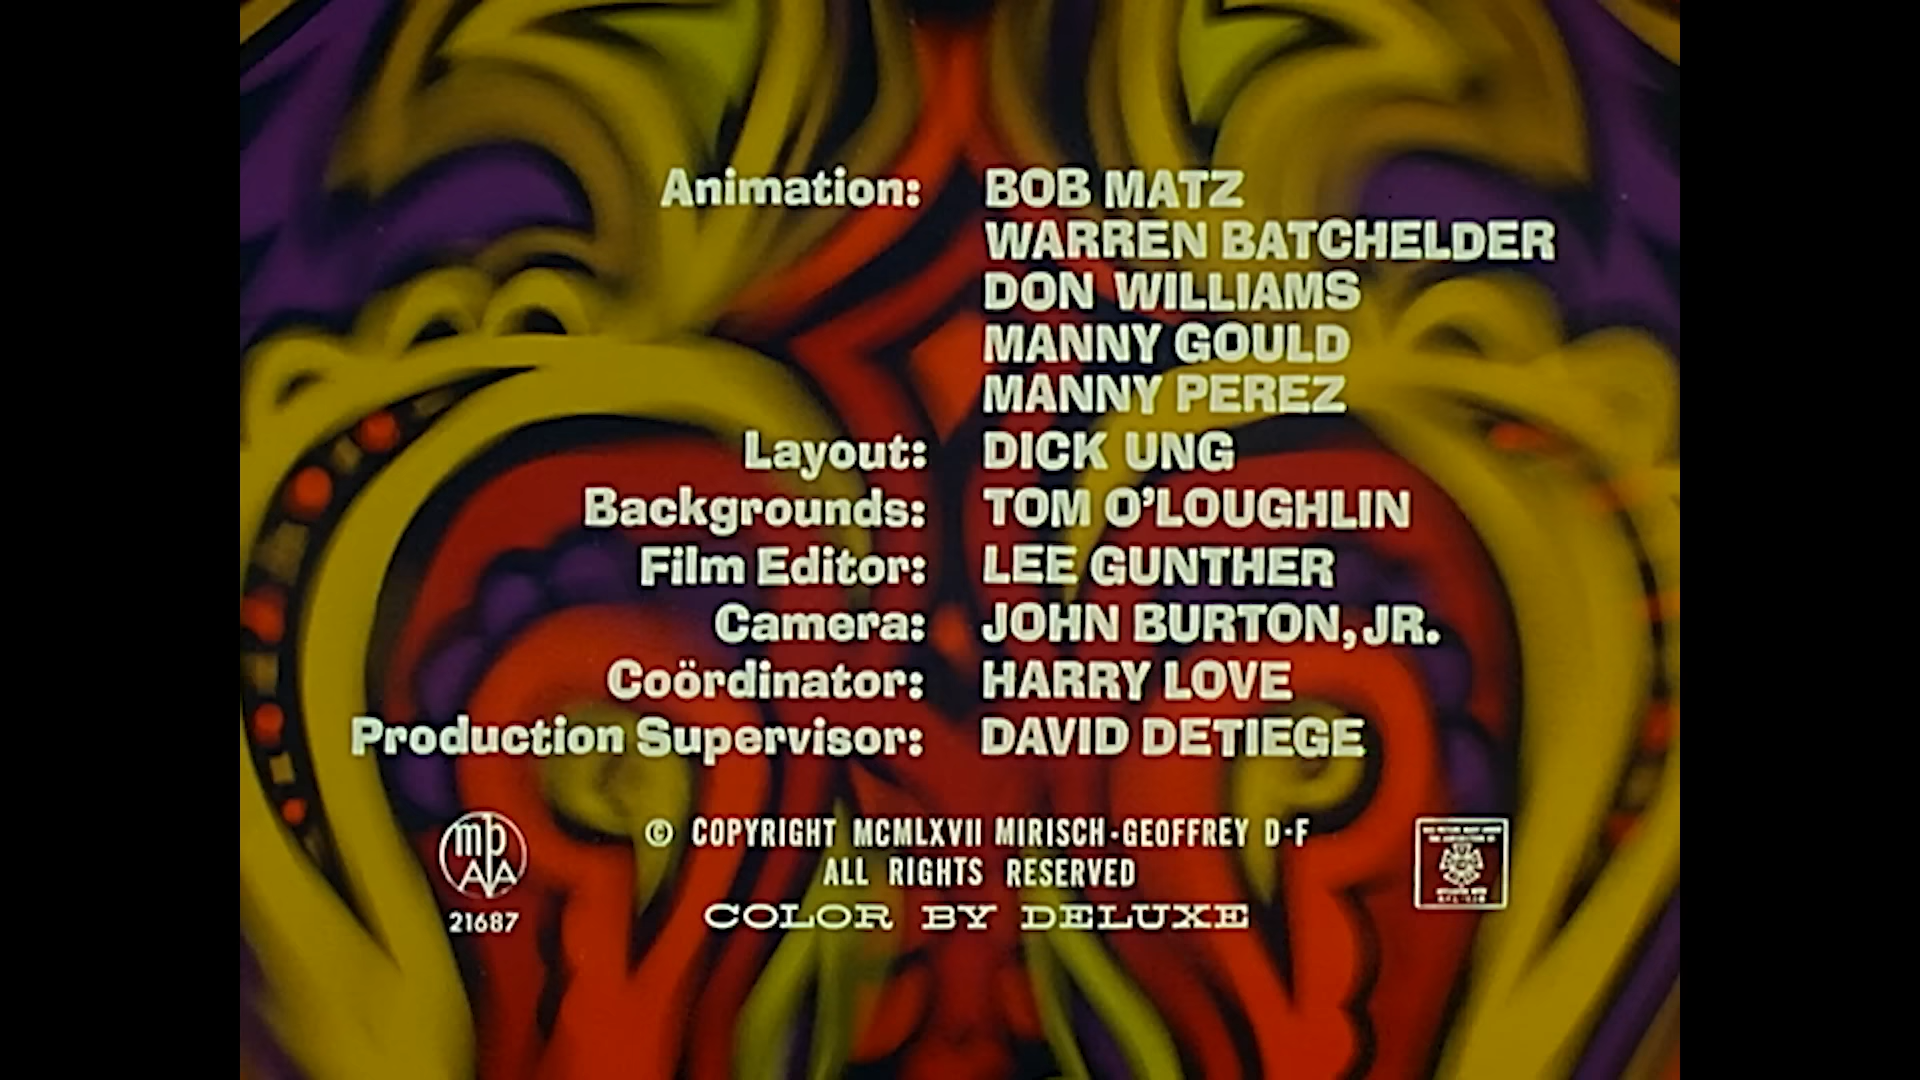 Animation: BOB MATZ
WARREN BATCHELDER
DON WILLIAMS
MANNY GOULD
MANNY PEREZ
Layout: DICK UNG
Backgrounds: TOM O'LOUGHLIN
Film Editor: LEE GUNTHER
Camera: JOHN BURTON, JR.
Coördinator: HARRY LOVE
Production Supervisor: DAVID DETIEGE
© COPYRIGHT MCMLXVII MIRISCH-GEOFFREY D-F
ALL RIGHTS RESERVED
COLOR BY DELUXE
mp
AA
21687